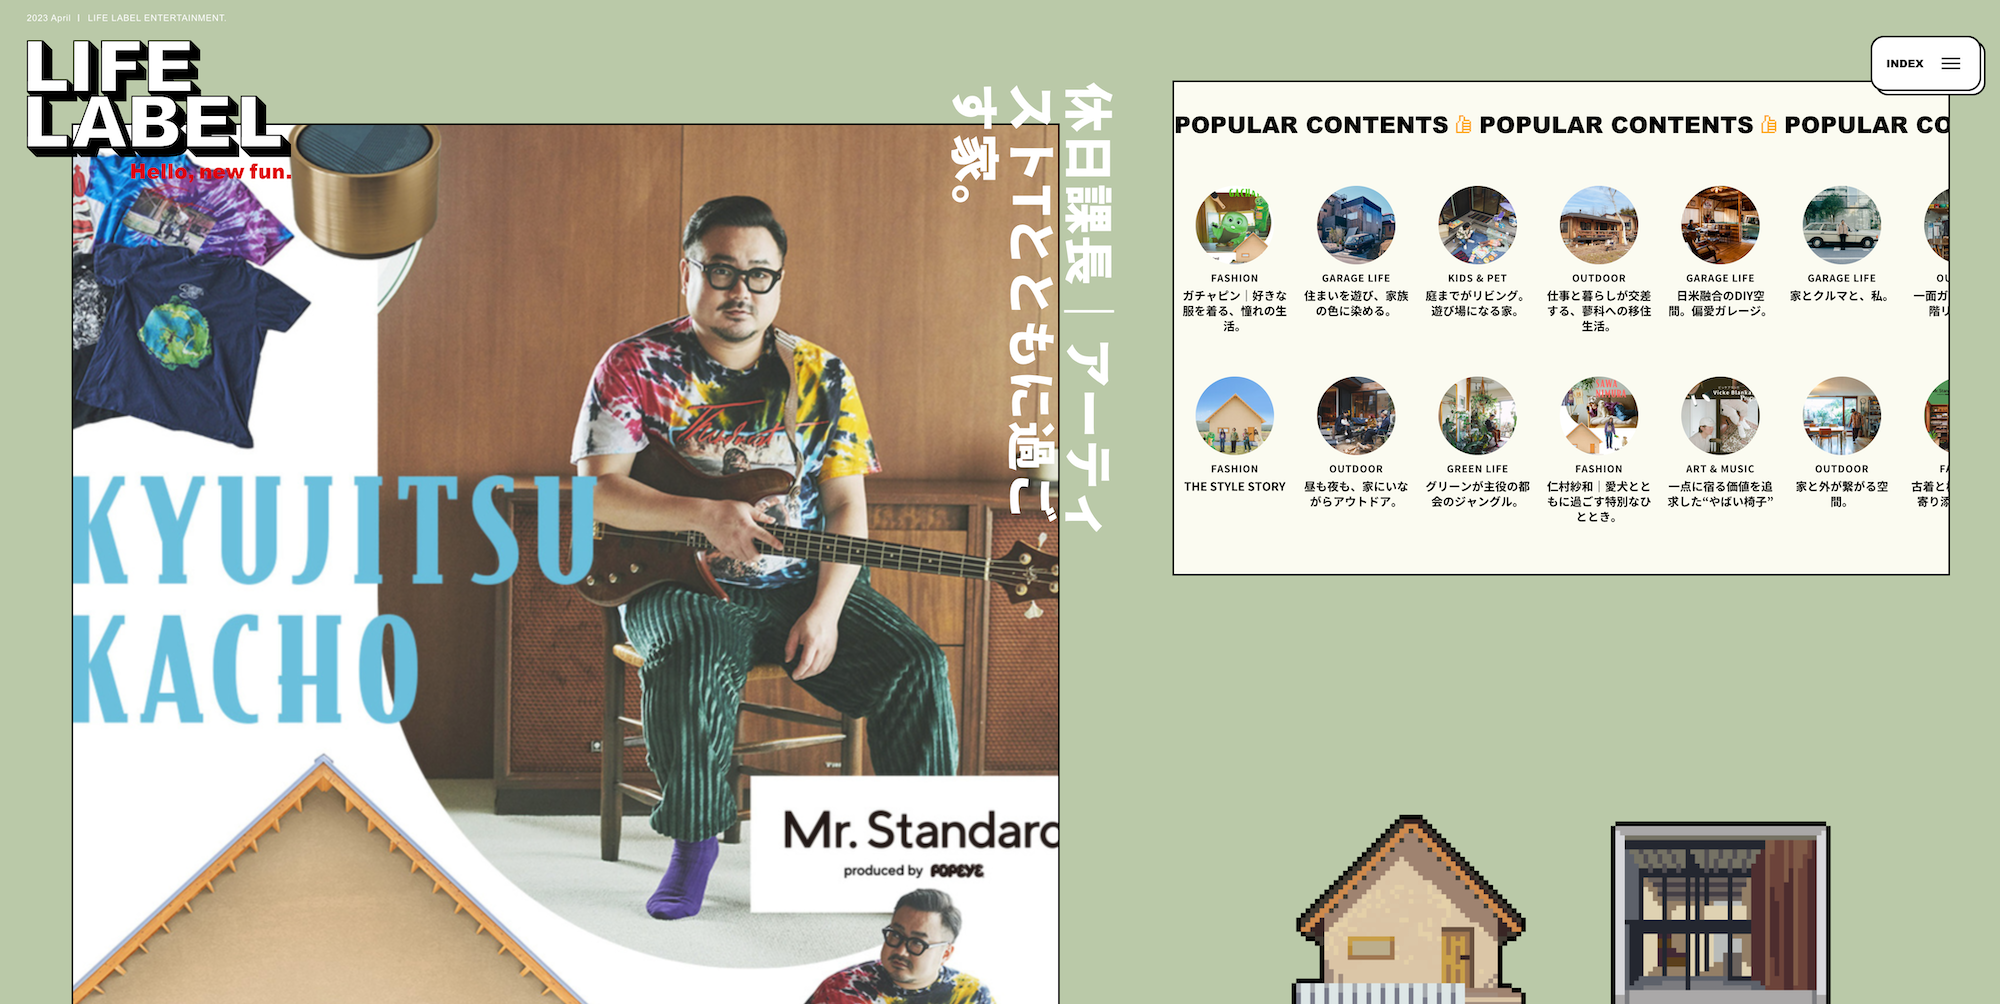 2023 April | LIFE LABEL ENTERTAINMENT.
LIFE
LABEL
Hello, new fun.
INDEX
KYUJITSU
KACHO
Mr. Standard
produced by POPEYE
休日課長｜アーティ
ストTとともに過ご
す家。
POPULAR CONTENTS POPULAR CONTENTS POPULAR CO
FASHION
ガチャピン｜好きな
服を着る、憧れの生
活。
GARAGE LIFE
住まいを遊び、家族
の色に染める。
KIDS & PET
庭までがリビング。
遊び場になる家。
OUTDOOR
仕事と暮らしが交差
する、蓼科への移住
生活。
GARAGE LIFE
日米融合のDIY空
間。偏愛ガレージ。
GARAGE LIFE
家とクルマと、私。
OU
一面ガ
階リ
FASHION
THE STYLE STORY
OUTDOOR
昼も夜も、家にいな
がらアウトドア。
GREEN LIFE
グリーンが主役の都
会のジャングル。
SAWA
FASHION
仁村紗和｜愛犬とと
もに過ごす特別なひ
ととき。
Vicke Blanka
ART & MUSIC
一点に宿る価値を追
求した“やばい椅子”
OUTDOOR
家と外が繋がる空
間。
FA
古着と
寄り添